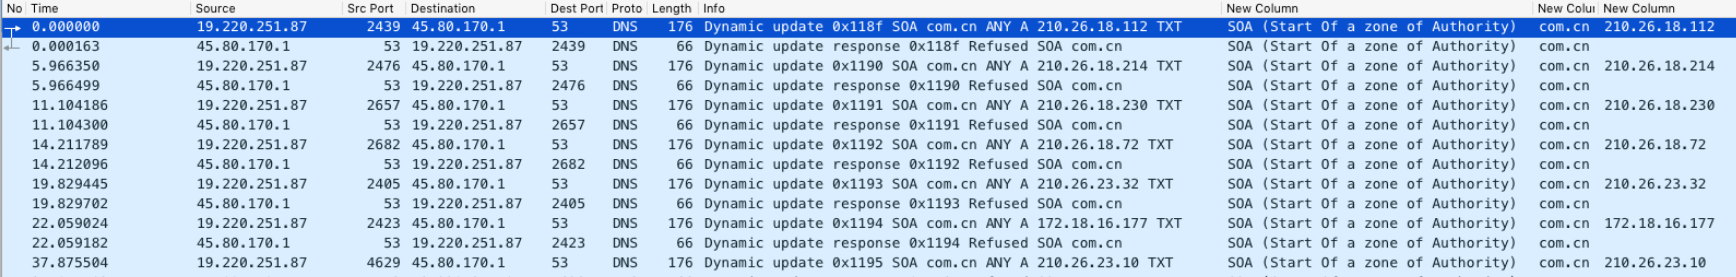 No Time Source Src Port Destination Dest Port Proto Length Info New Column New Colu New Column
0.000000 19.220.251.87 2439 45.80.170.1 53 DNS 176 Dynamic update 0x118f SOA com.cn ANY A 210.26.18.112 TXT SOA (Start Of a zone of Authority) com.cn 210.26.18.112
0.000163 45.80.170.1 53 19.220.251.87 2439 DNS 66 Dynamic update response 0x118f Refused SOA com.cn SOA (Start Of a zone of Authority) com.cn
5.966350 19.220.251.87 2476 45.80.170.1 53 DNS 176 Dynamic update 0x1190 SOA com.cn ANY A 210.26.18.214 TXT SOA (Start Of a zone of Authority) com.cn 210.26.18.214
5.966499 45.80.170.1 53 19.220.251.87 2476 DNS 66 Dynamic update response 0x1190 Refused SOA com.cn SOA (Start Of a zone of Authority) com.cn
11.104186 19.220.251.87 2657 45.80.170.1 53 DNS 176 Dynamic update 0x1191 SOA com.cn ANY A 210.26.18.230 TXT SOA (Start Of a zone of Authority) com.cn 210.26.18.230
11.104300 45.80.170.1 53 19.220.251.87 2657 DNS 66 Dynamic update response 0x1191 Refused SOA com.cn SOA (Start Of a zone of Authority) com.cn
14.211789 19.220.251.87 2682 45.80.170.1 53 DNS 176 Dynamic update 0x1192 SOA com.cn ANY A 210.26.18.72 TXT SOA (Start Of a zone of Authority) com.cn 210.26.18.72
14.212096 45.80.170.1 53 19.220.251.87 2682 DNS 66 Dynamic update response 0x1192 Refused SOA com.cn SOA (Start Of a zone of Authority) com.cn
19.829445 19.220.251.87 2405 45.80.170.1 53 DNS 176 Dynamic update 0x1193 SOA com.cn ANY A 210.26.23.32 TXT SOA (Start Of a zone of Authority) com.cn 210.26.23.32
19.829702 45.80.170.1 53 19.220.251.87 2405 DNS 66 Dynamic update response 0x1193 Refused SOA com.cn SOA (Start Of a zone of Authority) com.cn
22.059024 19.220.251.87 2423 45.80.170.1 53 DNS 176 Dynamic update 0x1194 SOA com.cn ANY A 172.18.16.177 TXT SOA (Start Of a zone of Authority) com.cn 172.18.16.177
22.059182 45.80.170.1 53 19.220.251.87 2423 DNS 66 Dynamic update response 0x1194 Refused SOA com.cn SOA (Start Of a zone of Authority) com.cn
37.875504 19.220.251.87 4629 45.80.170.1 53 DNS 176 Dynamic update 0x1195 SOA com.cn ANY A 210.26.23.10 TXT SOA (Start Of a zone of Authority) com.cn 210.26.23.10